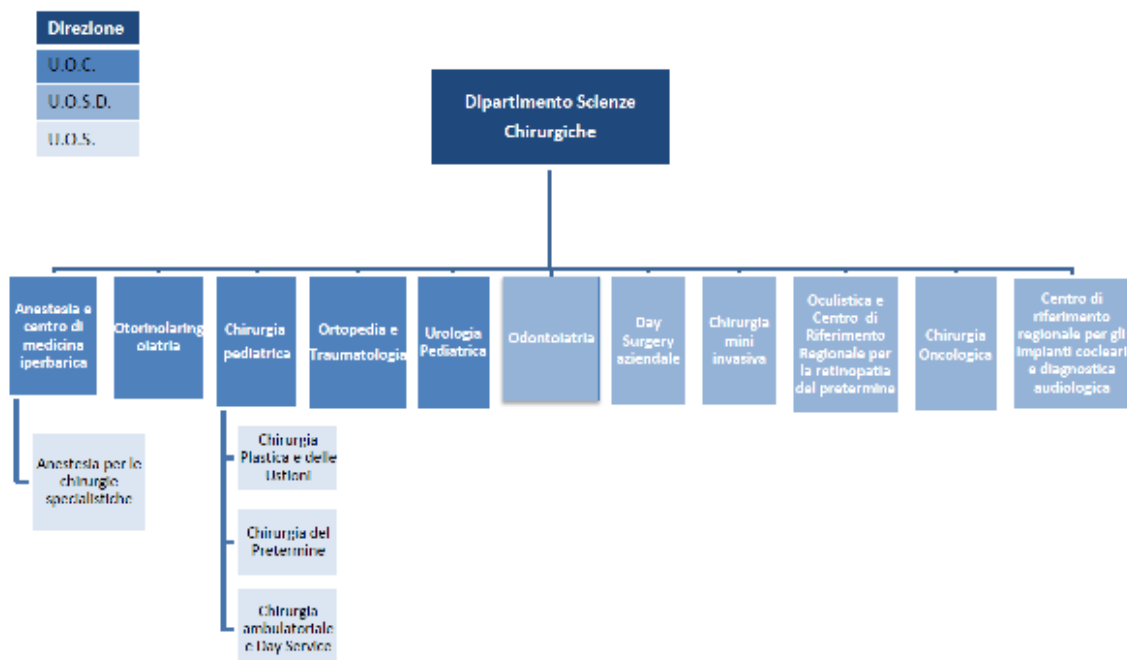 Direzione
U.O.C.
U.O.S.D.
U.O.S.
Dipartimento Scienze
Chirurgiche
Anestesia e
centro di
medicina
iperbarica
Otorinolaring
oiatria
Chirurgia
pediatrica
Ortopedia e
Traumatologia
Urologia
Pediatrica
Odontoiatria
Day
Surgery
aziendale
Chirurgia
mini
invasiva
Oculistica e
Centro di
Riferimento
Regionale per
la retinopatia
del pretermine
Chirurgia
Oncologica
Centro di
riferimento
regionale per gli
impianti cocleari
e diagnostica
audiologica
Anestesia per le
chirurgie
specialistiche
Chirurgia
Plastica e delle
Ustioni
Chirurgia del
Pretermine
Chirurgia
ambulatoriale
e Day Service